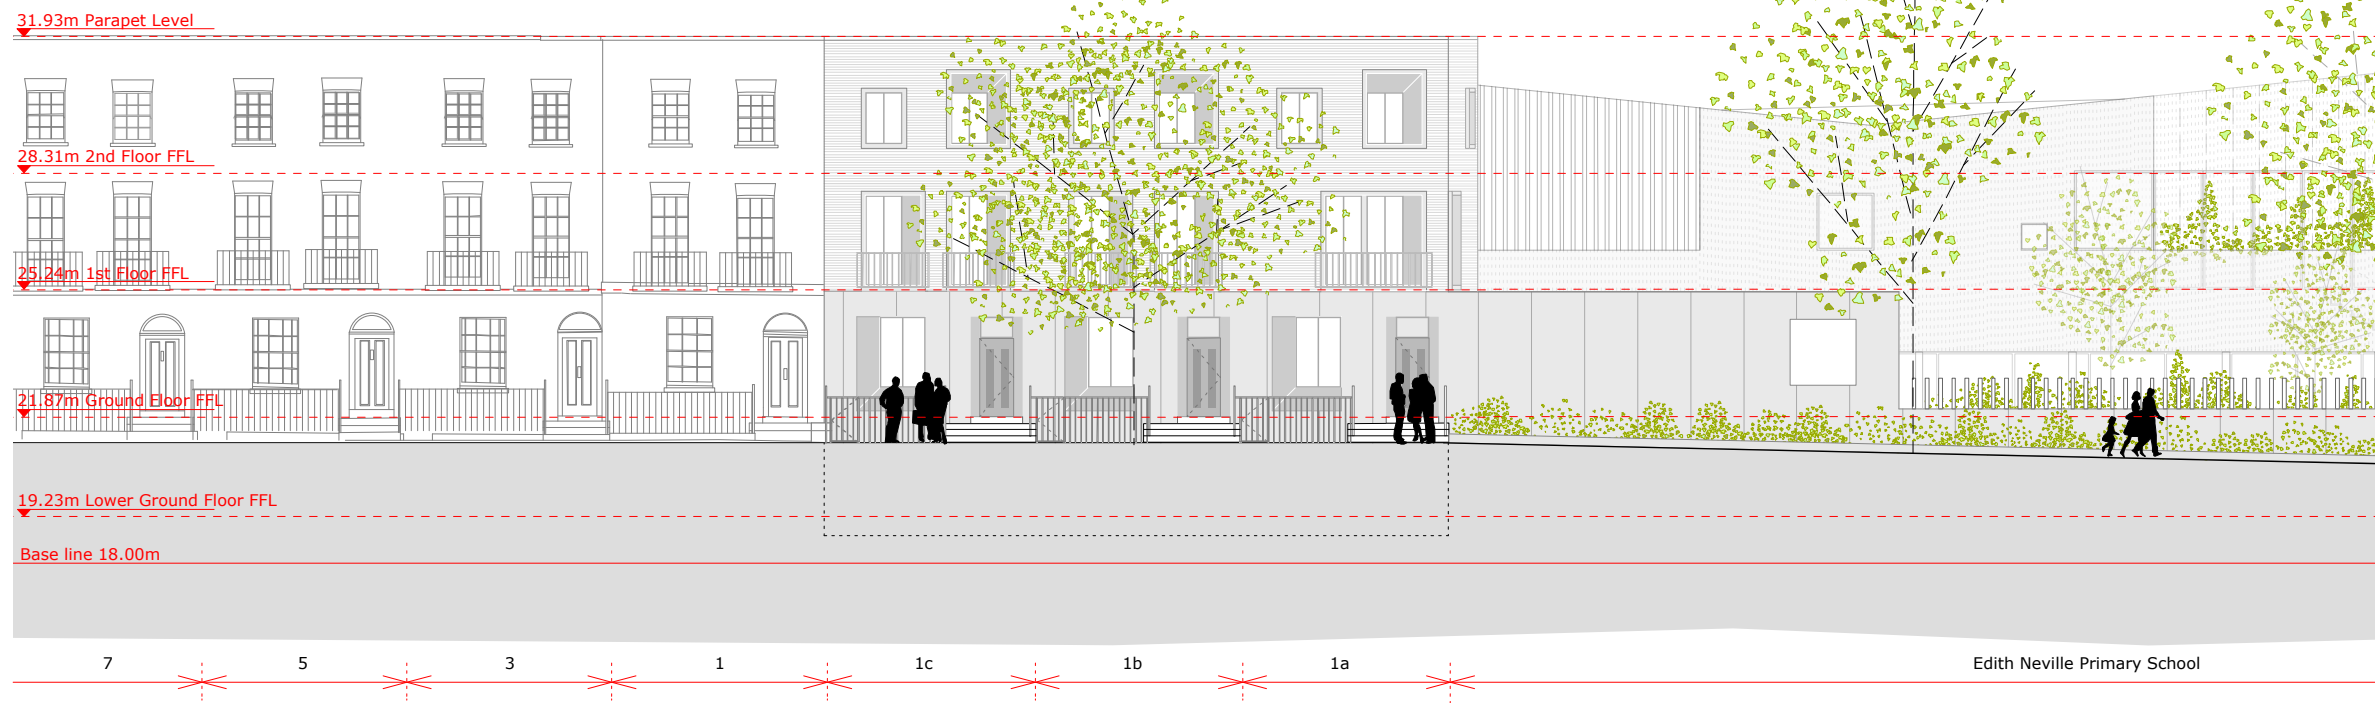 31.93m Parapet Level
28.31m 2nd Floor FFL
25.24m 1st Floor FFL
21.87m Ground Floor FFL
19.23m Lower Ground Floor FFL
Base line 18.00m
7 5 3 1 1c 1b 1a Edith Neville Primary School